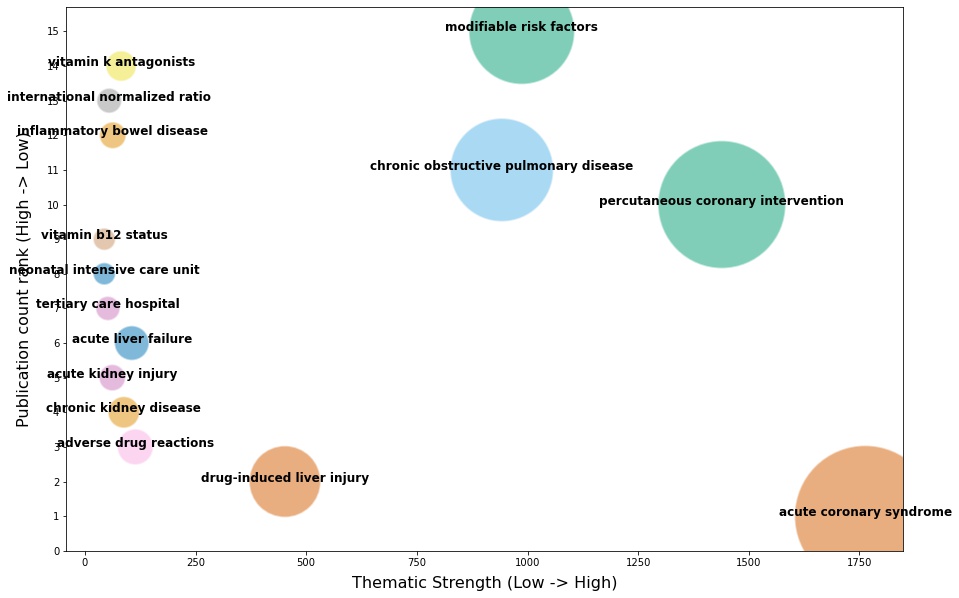 15
modifiable risk factors
14
vitamin k antagonists
13
international normalized ratio
12
inflammatory bowel disease
11
chronic obstructive pulmonary disease
10
percutaneous coronary intervention
9
vitamin b12 status
8
neonatal intensive care unit
7
tertiary care hospital
6
acute liver failure
5
acute kidney injury
4
chronic kidney disease
3
adverse drug reactions
2
drug-induced liver injury
1
acute coronary syndrome
0
Publication count rank (High -> Low)
0 250 500 750 1000 1250 1500 1750
Thematic Strength (Low -> High)